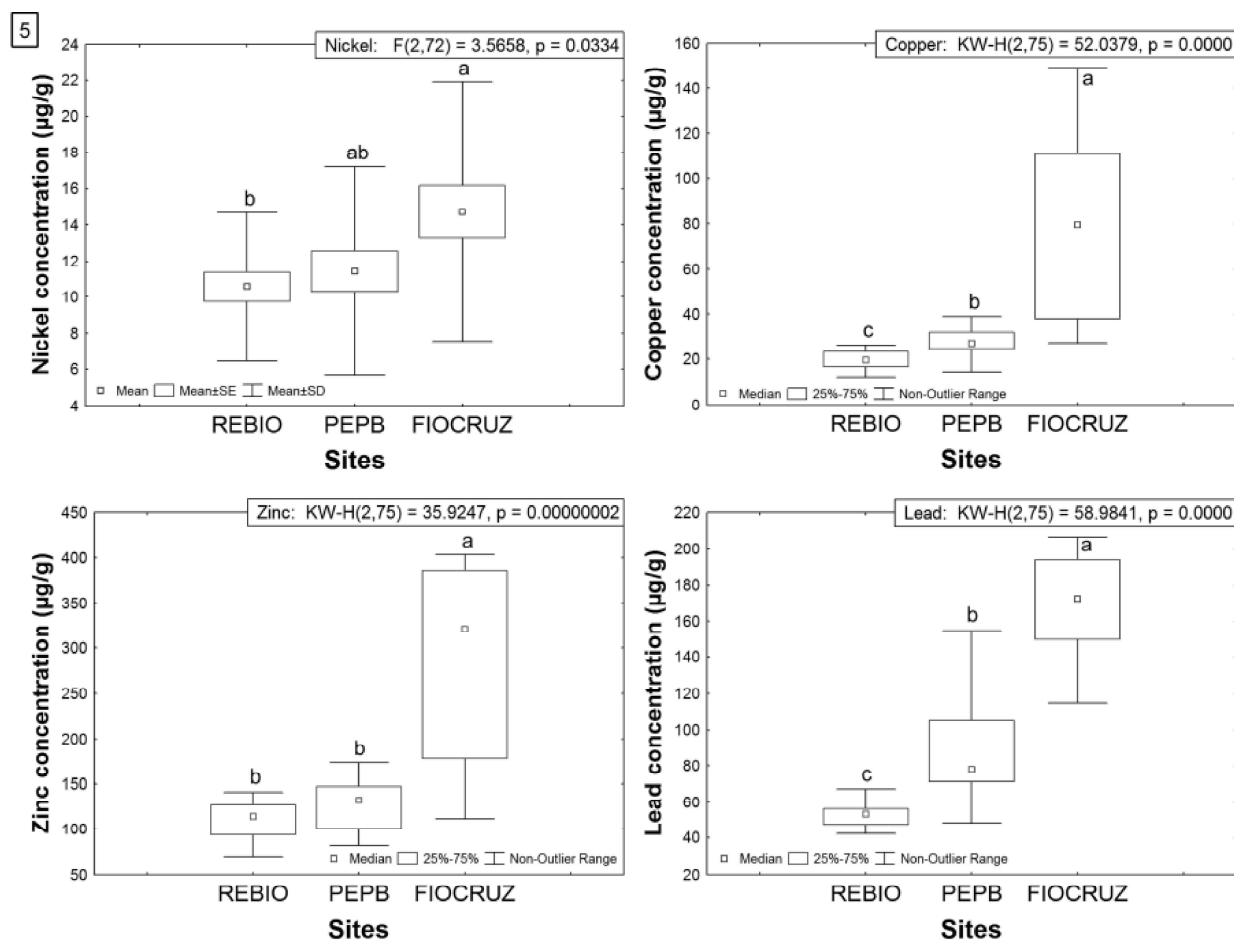 5
Nickel: F(2,72) = 3.5658, p = 0.0334
24
22
20
18
16
14
12
10
8
6
4
Nickel concentration (µg/g)
b
ab
a
Mean Mean±SE Mean±SD
REBIO PEPB FIOCRUZ
Sites
Copper: KW-H(2,75) = 52.0379, p = 0.0000
160
140
120
100
80
60
40
20
0
Copper concentration (µg/g)
c
b
a
Median 25%-75% Non-Outlier Range
REBIO PEPB FIOCRUZ
Sites
Zinc: KW-H(2,75) = 35.9247, p = 0.00000002
450
400
350
300
250
200
150
100
50
Zinc concentration (µg/g)
b
b
a
Median 25%-75% Non-Outlier Range
REBIO PEPB FIOCRUZ
Sites
Lead: KW-H(2,75) = 58.9841, p = 0.0000
220
200
180
160
140
120
100
80
60
40
20
Lead concentration (µg/g)
c
b
a
Median 25%-75% Non-Outlier Range
REBIO PEPB FIOCRUZ
Sites